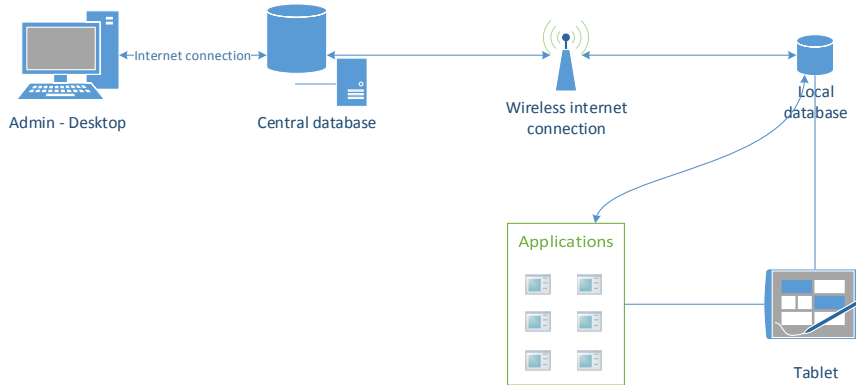 Internet connection
Admin - Desktop
Central database
Wireless internet
connection
Local
database
Applications
Tablet